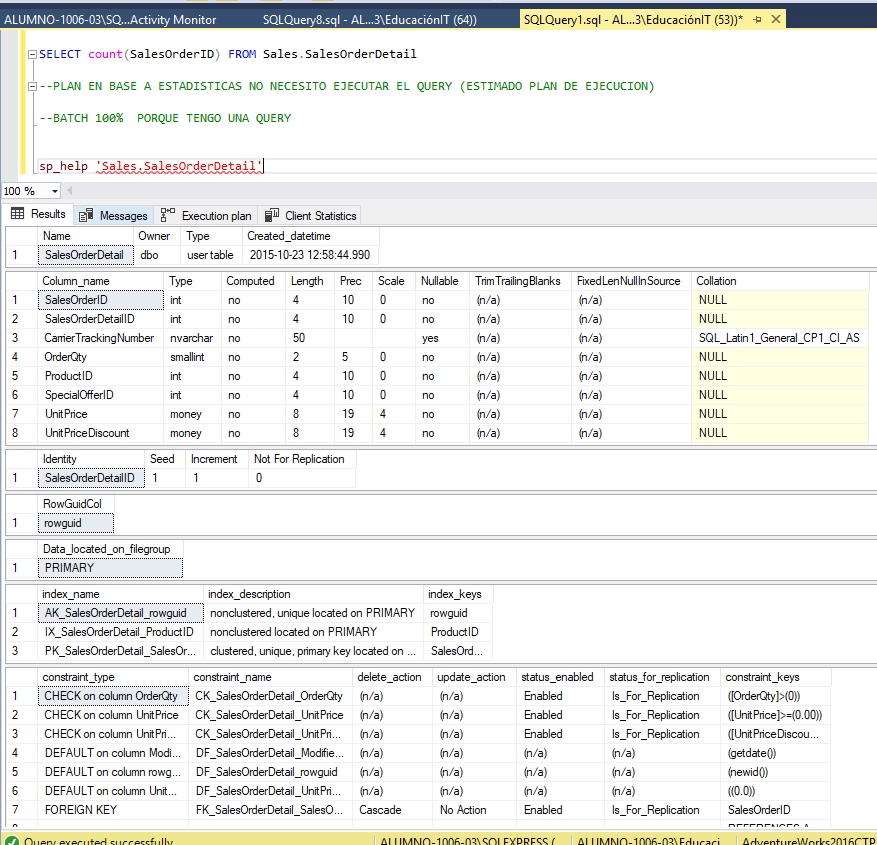 ALUMNO-1006-03\SQ...Activity Monitor SQLQuery8.sql - AL...3\EducaciónIT (64)) SQLQuery1.sql - AL...3\EducaciónIT (53))*
SELECT count(SalesOrderID) FROM Sales.SalesOrderDetail
--PLAN EN BASE A ESTADISTICAS NO NECESITO EJECUTAR EL QUERY (ESTIMADO PLAN DE EJECUCION)
--BATCH 100%  PORQUE TENGO UNA QUERY
sp_help 'Sales.SalesOrderDetail'
100 %
Results Messages Execution plan Client Statistics
Name Owner Type Created_datetime
1 SalesOrderDetail dbo user table 2015-10-23 12:58:44.990
Column_name Type Computed Length Prec Scale Nullable TrimTrailingBlanks FixedLenNullInSource Collation
1 SalesOrderID int no 4 10 0 no (n/a) (n/a) NULL
2 SalesOrderDetailID int no 4 10 0 no (n/a) (n/a) NULL
3 CarrierTrackingNumber nvarchar no 50 yes (n/a) (n/a) SQL_Latin1_General_CP1_CI_AS
4 OrderQty smallint no 2 5 0 no (n/a) (n/a) NULL
5 ProductID int no 4 10 0 no (n/a) (n/a) NULL
6 SpecialOfferID int no 4 10 0 no (n/a) (n/a) NULL
7 UnitPrice money no 8 19 4 no (n/a) (n/a) NULL
8 UnitPriceDiscount money no 8 19 4 no (n/a) (n/a) NULL
Identity Seed Increment Not For Replication
1 SalesOrderDetailID 1 1 0
RowGuidCol
1 rowguid
Data_located_on_filegroup
1 PRIMARY
index_name index_description index_keys
1 AK_SalesOrderDetail_rowguid nonclustered, unique located on PRIMARY rowguid
2 IX_SalesOrderDetail_ProductID nonclustered located on PRIMARY ProductID
3 PK_SalesOrderDetail_SalesOr... clustered, unique, primary key located on ... SalesOrd...
constraint_type constraint_name delete_action update_action status_enabled status_for_replication constraint_keys
1 CHECK on column OrderQty CK_SalesOrderDetail_OrderQty (n/a) (n/a) Enabled Is_For_Replication ([OrderQty]>(0))
2 CHECK on column UnitPrice CK_SalesOrderDetail_UnitPrice (n/a) (n/a) Enabled Is_For_Replication ([UnitPrice]>=(0.00))
3 CHECK on column UnitPri... CK_SalesOrderDetail_UnitPri... (n/a) (n/a) Enabled Is_For_Replication ([UnitPriceDiscou...
4 DEFAULT on column Modi... DF_SalesOrderDetail_Modifie... (n/a) (n/a) (n/a) (n/a) (getdate())
5 DEFAULT on column rowg... DF_SalesOrderDetail_rowguid (n/a) (n/a) (n/a) (n/a) (newid())
6 DEFAULT on column Unit... DF_SalesOrderDetail_UnitPri... (n/a) (n/a) (n/a) (n/a) ((0.0))
7 FOREIGN KEY FK_SalesOrderDetail_SalesO... Cascade No Action Enabled Is_For_Replication SalesOrderID
Query executed successfully ALUMNO-1006-03\SQLEXPRESS ( ... ALUMNO-1006-03\Educaci... AdventureWorks2016CTP